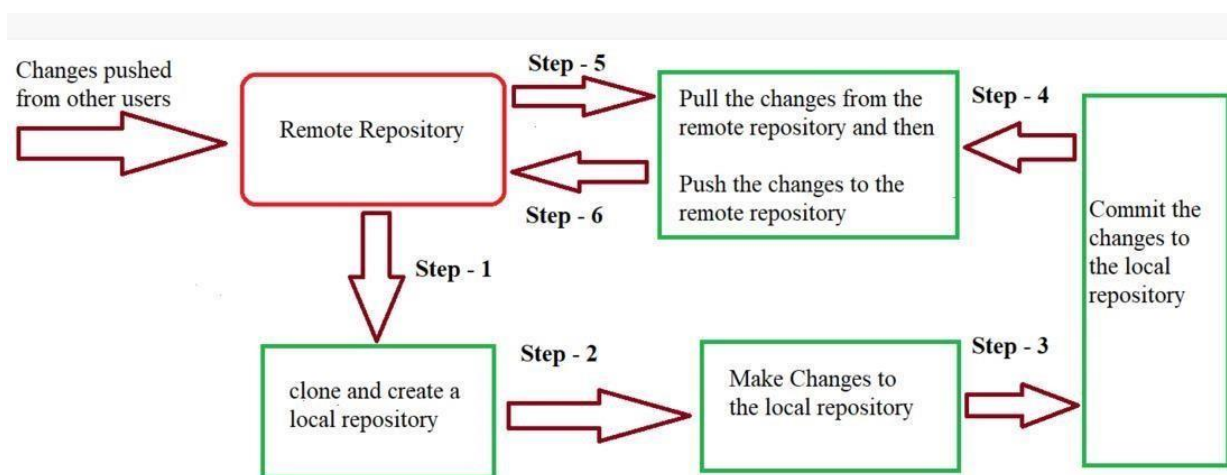 Changes pushed
from other users
Remote Repository
Step - 5
Pull the changes from the
remote repository and then
Push the changes to the
remote repository
Step - 4
Step - 6
Commit the
changes to
the local
repository
Step - 1
clone and create a
local repository
Step - 2
Make Changes to
the local repository
Step - 3